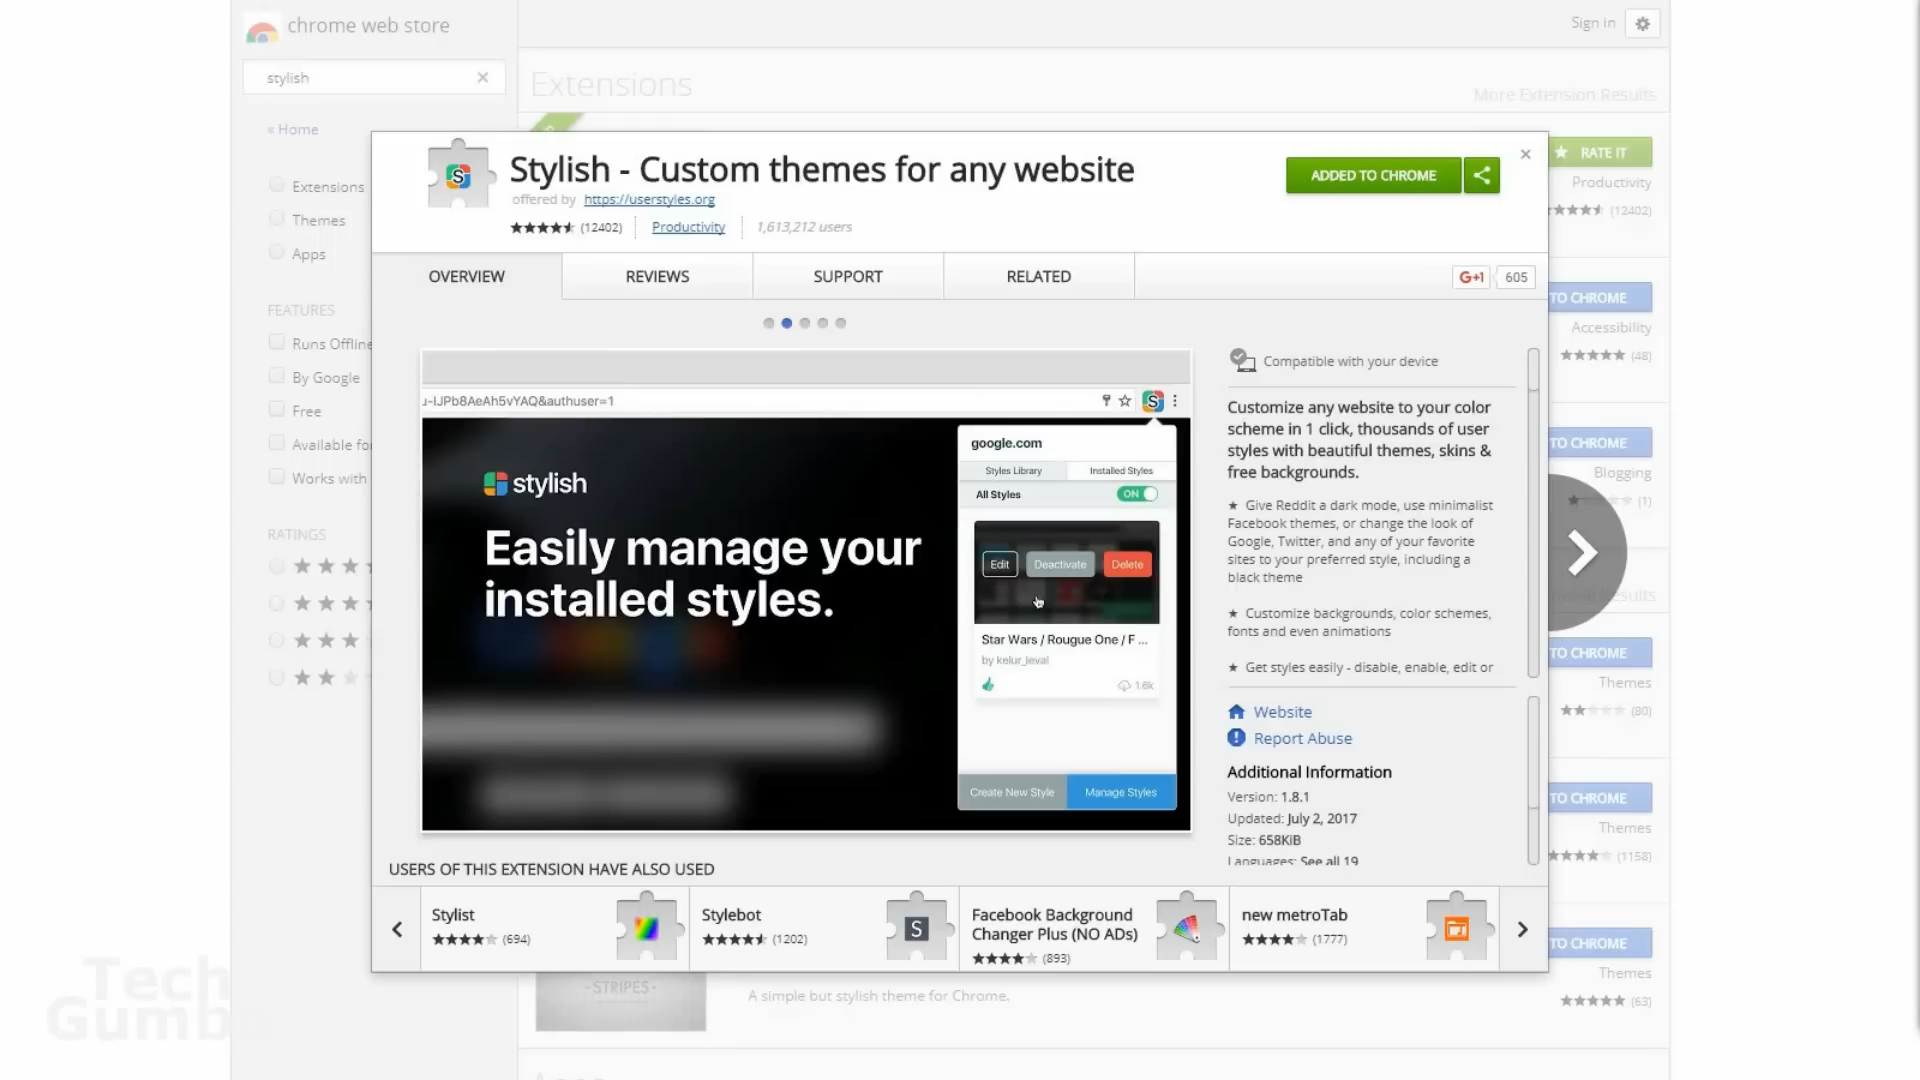 chrome web store
Sign in
stylish
Extensions
More Extension Results
« Home
Extensions
Themes
Apps
FEATURES
Runs Offline
By Google
Free
Available fo
Works with
RATINGS
Stylish - Custom themes for any website
offered by https://userstyles.org
(12402)
Productivity
1,613,212 users
ADDED TO CHROME
RATE IT
Productivity
(12402)
OVERVIEW
REVIEWS
SUPPORT
RELATED
G+1
605
TO CHROME
Accessibility
(48)
TO CHROME
Blogging
(1)
TO CHROME
Themes
(80)
TO CHROME
Themes
(1158)
TO CHROME
Themes
(63)
u-IJPb8AeAh5vYAQ&authuser=1
S
stylish
Easily manage your
installed styles.
google.com
Styles Library
Installed Styles
All Styles
ON
Edit
Deactivate
Delete
Star Wars / Rougue One / F ...
by kelur_leval
1.6k
Create New Style
Manage Styles
Compatible with your device
Customize any website to your color
scheme in 1 click, thousands of user
styles with beautiful themes, skins &
free backgrounds.
★ Give Reddit a dark mode, use minimalist
Facebook themes, or change the look of
Google, Twitter, and any of your favorite
sites to your preferred style, including a
black theme
★ Customize backgrounds, color schemes,
fonts and even animations
★ Get styles easily - disable, enable, edit or
Website
Report Abuse
Additional Information
Version: 1.8.1
Updated: July 2, 2017
Size: 658KiB
Languages: See all 19
USERS OF THIS EXTENSION HAVE ALSO USED
Stylist
(694)
Stylebot
(1202)
S
Facebook Background
Changer Plus (NO ADs)
(893)
new metroTab
(1777)
-STRIPES-
A simple but stylish theme for Chrome.
Tech
Gumb